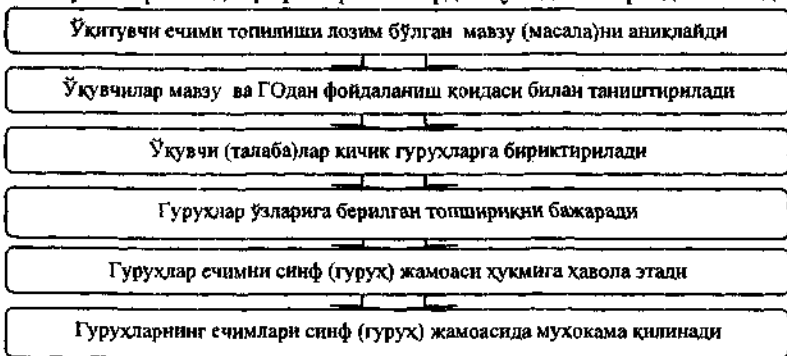 Ўқитувчи ечими топилиши лозим бўлган мавзу (масала)ни аниқлайди
Ўқувчилар мавзу ва ГОдан фойдаланиш қоидаси билан таништирилади
Ўқувчи (талаба)лар кичик гуруҳларга бириктирилади
Гуруҳлар ўзларига берилган топшириқни бажаради
Гуруҳлар ечимни синф (гуруҳ) жамоаси ҳукмига ҳавола этади
Гуруҳларнинг ечимлари синф (гуруҳ) жамоасида муҳокама қилинади